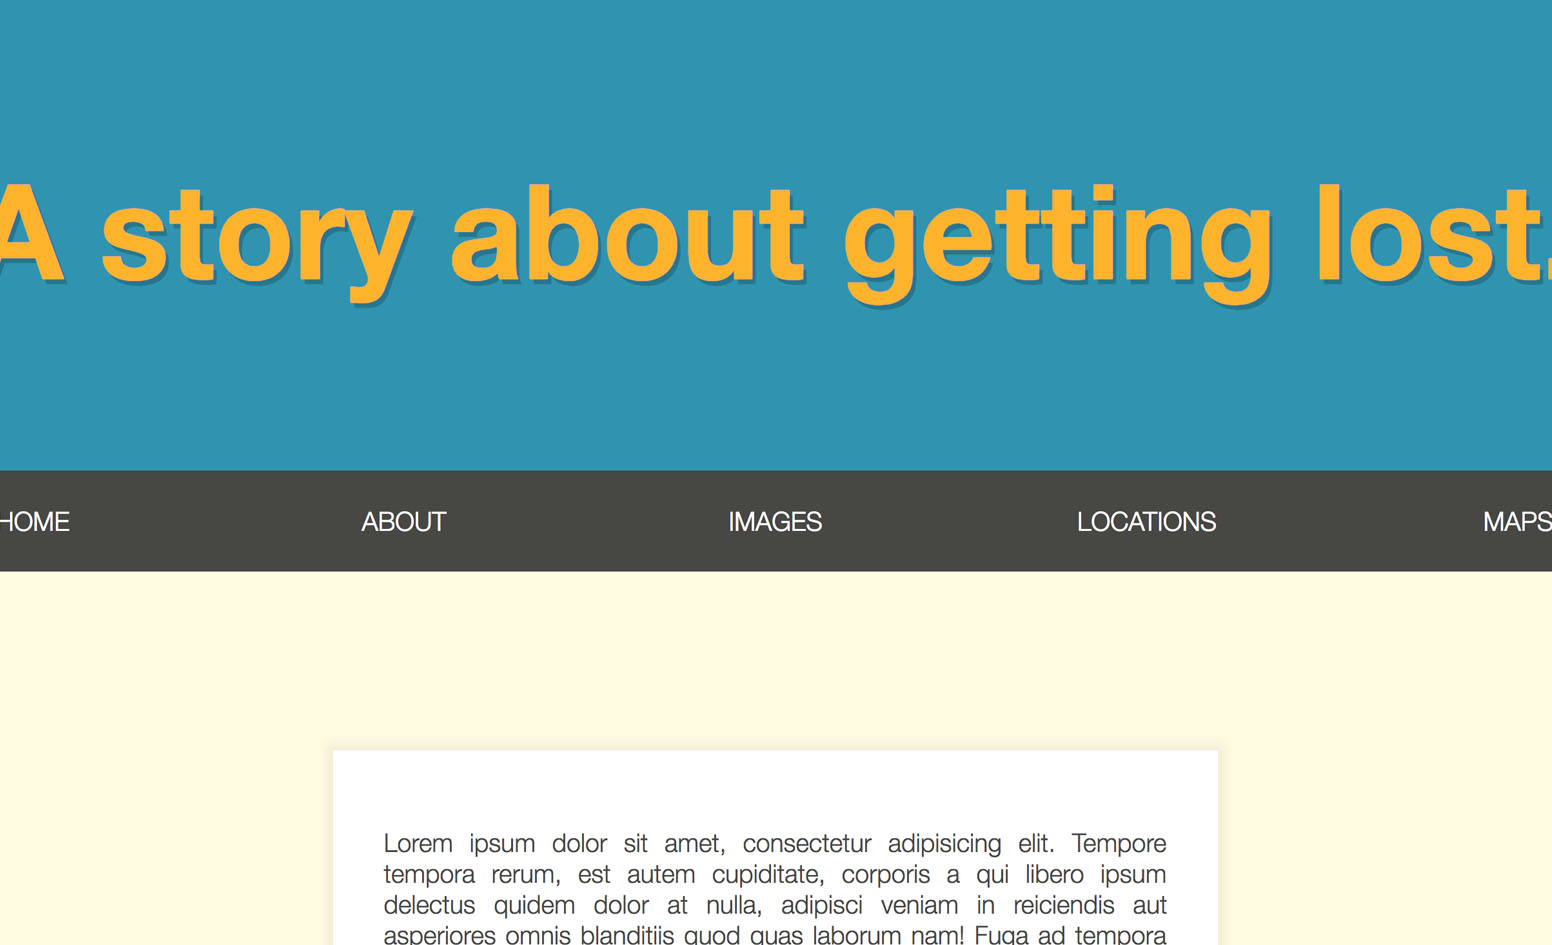 A story about getting lost.
HOME ABOUT IMAGES LOCATIONS MAPS
Lorem ipsum dolor sit amet, consectetur adipisicing elit. Tempore
tempora rerum, est autem cupiditate, corporis a qui libero ipsum
delectus quidem dolor at nulla, adipisci veniam in reiciendis aut
asperiores omnis blanditiis quod quas laborum nam! Fuga ad tempora